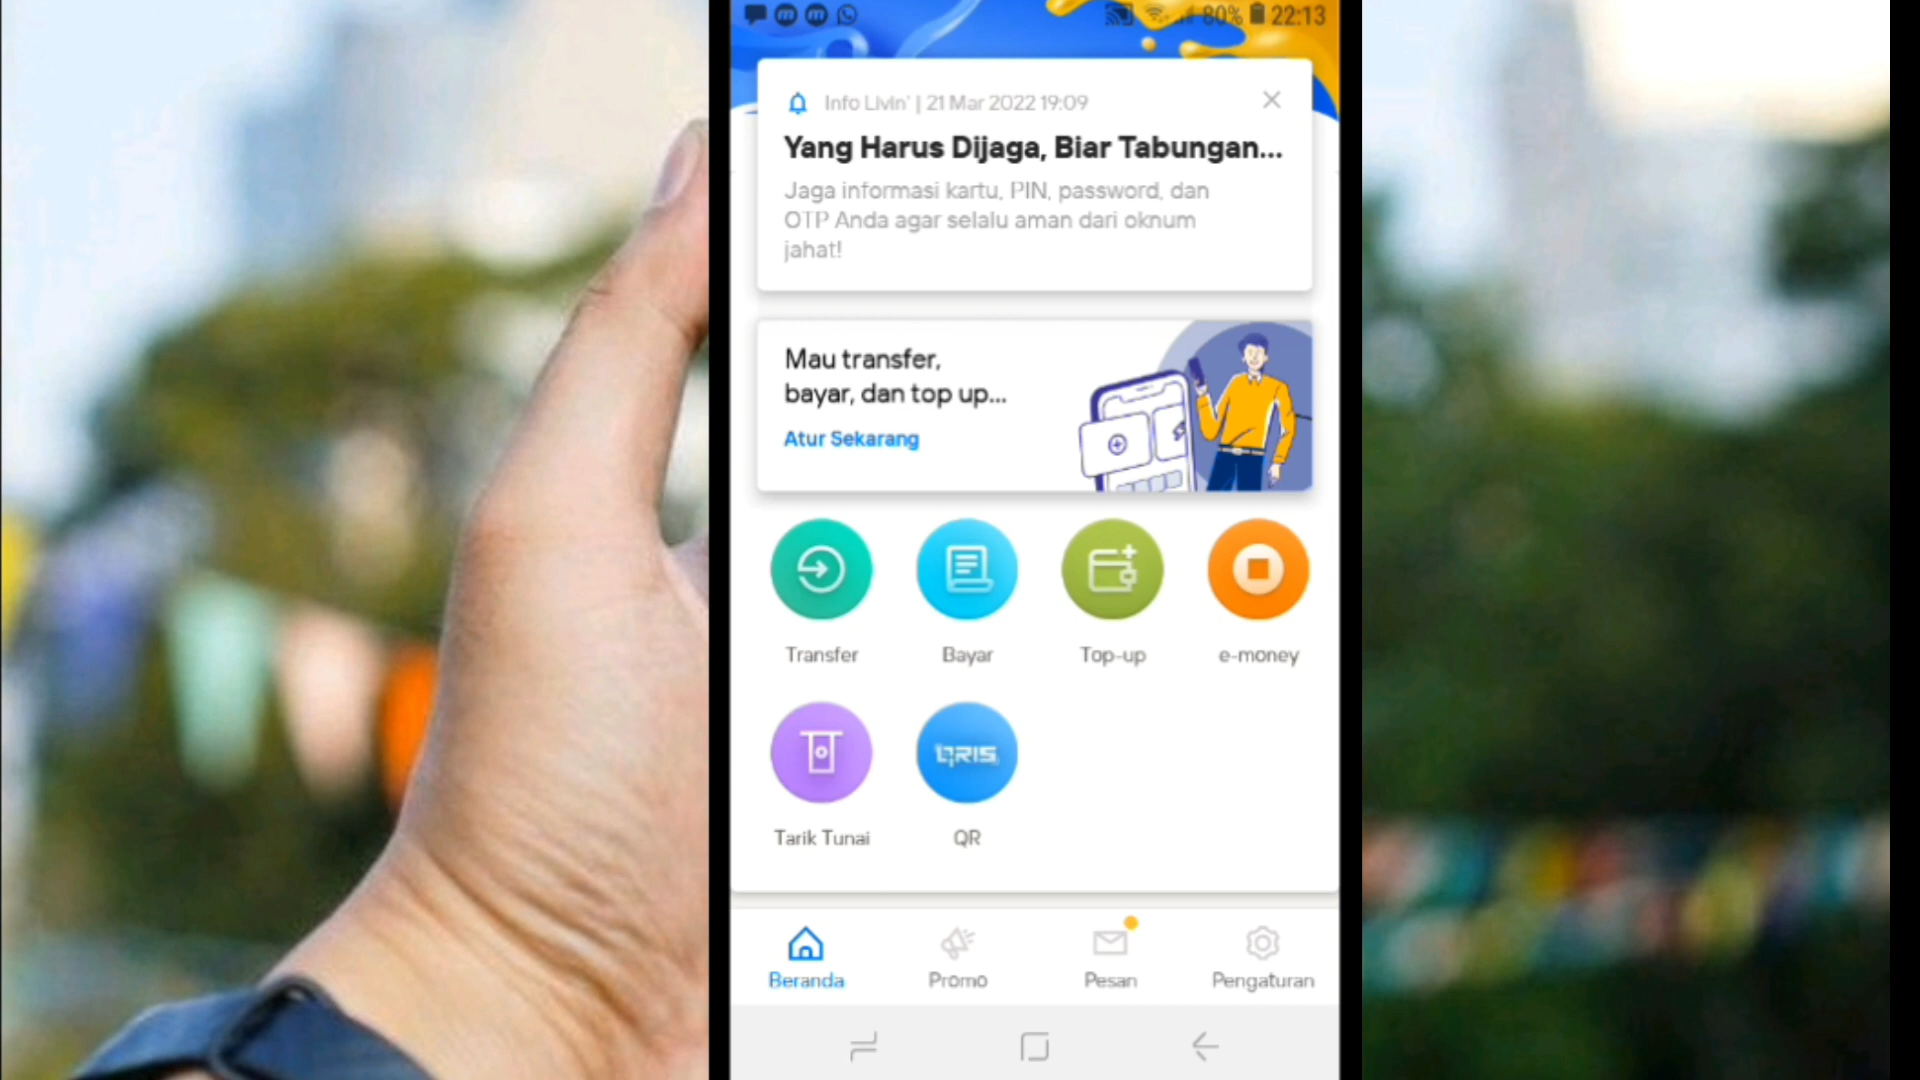 80% 22:13
Info Livin' | 21 Mar 2022 19:09
Yang Harus Dijaga, Biar Tabungan...
Jaga informasi kartu, PIN, password, dan
OTP Anda agar selalu aman dari oknum
jahat!
Mau transfer,
bayar, dan top up...
Atur Sekarang
Transfer Bayar Top-up e-money
QRIS
Tarik Tunai QR
Beranda Promo Pesan Pengaturan